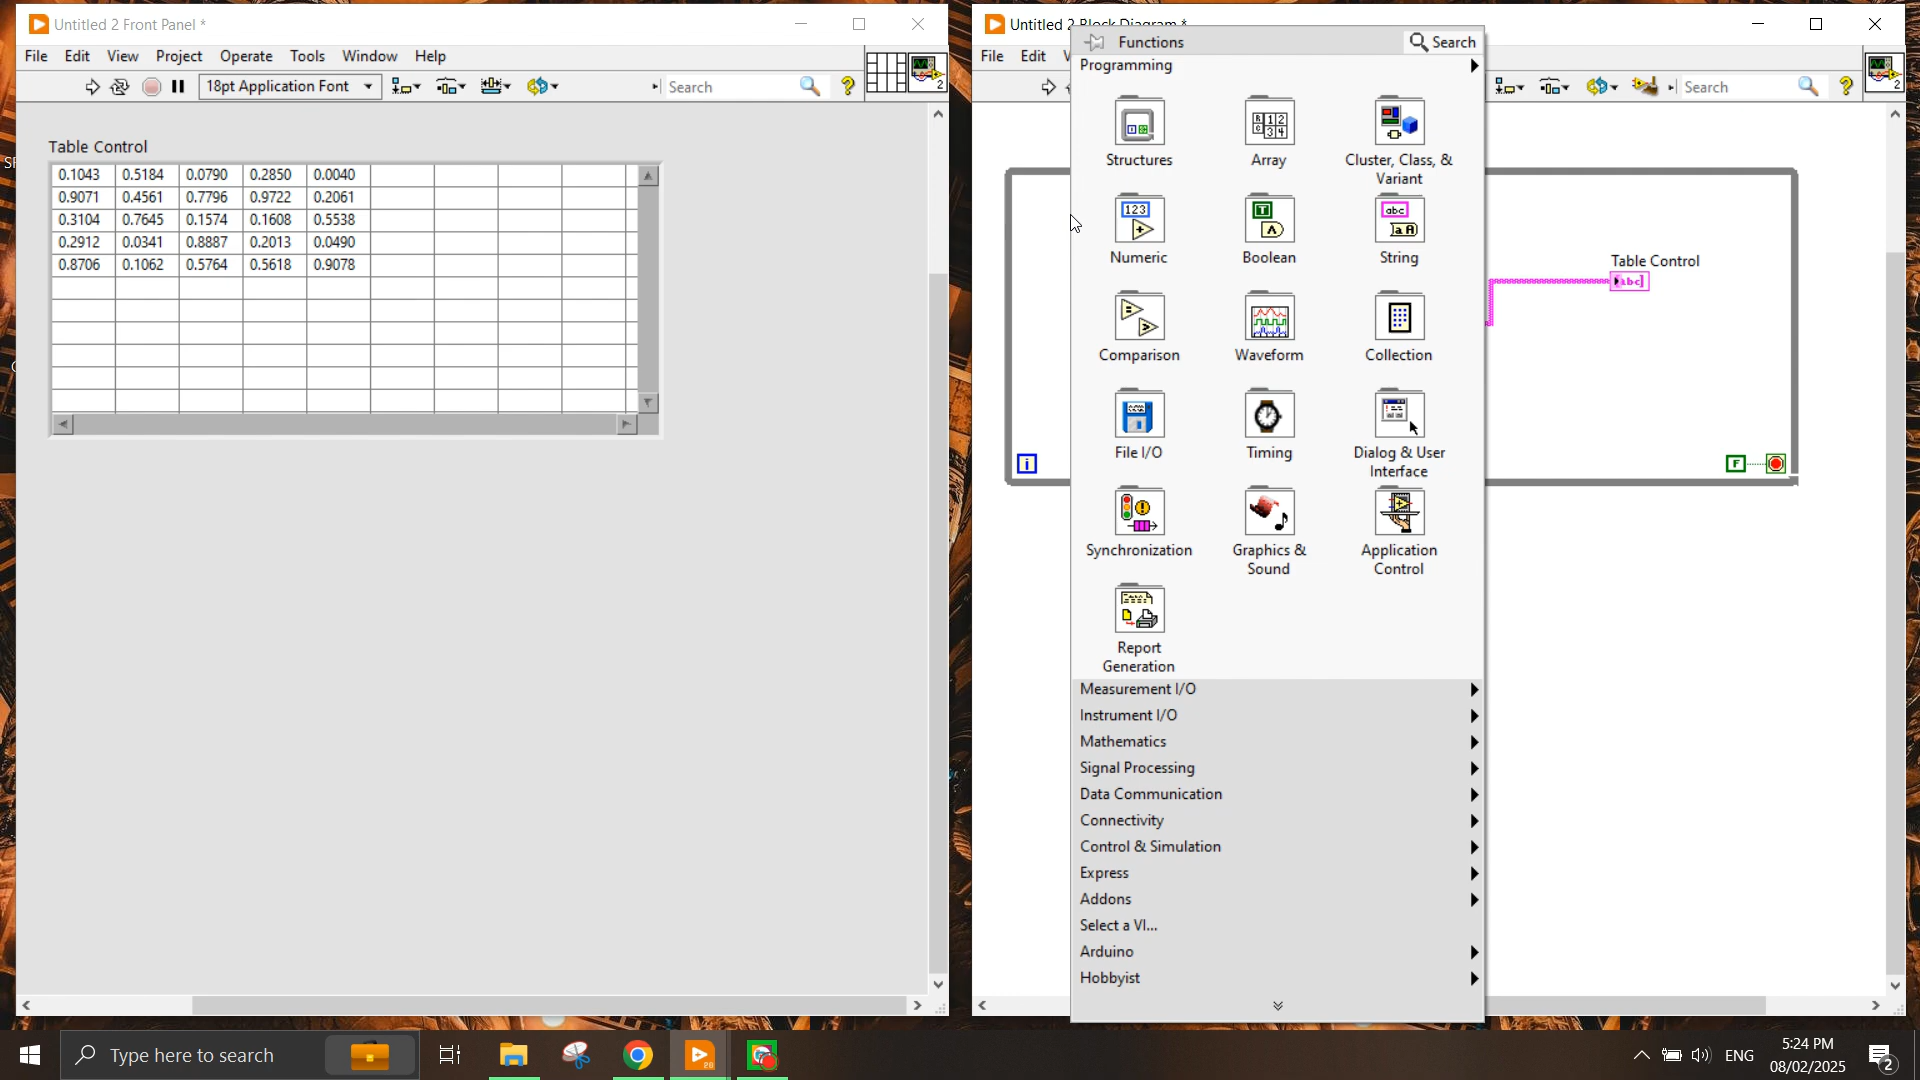 Untitled 2 Front Panel *
File Edit View Project Operate Tools Window Help
18pt Application Font
Search
2
Table Control
0.1043 0.5184 0.0790 0.2850 0.0040
0.9071 0.4561 0.7796 0.9722 0.2061
0.3104 0.7645 0.1574 0.1608 0.5538
0.2912 0.0341 0.8887 0.2013 0.0490
0.8706 0.1062 0.5764 0.5618 0.9078
Untitled 2 Block Diagram *
File Edit
Search
2
Table Control
abc
i
F
Functions Search
Programming
Structures
Array
Cluster, Class, &
Variant
Numeric
Boolean
String
Comparison
Waveform
Collection
File I/O
Timing
Dialog & User
Interface
Synchronization
Graphics &
Sound
Application
Control
Report
Generation
Measurement I/O
Instrument I/O
Mathematics
Signal Processing
Data Communication
Connectivity
Control & Simulation
Express
Addons
Select a VI...
Arduino
Hobbyist
Type here to search
ENG
5:24 PM
08/02/2025
2